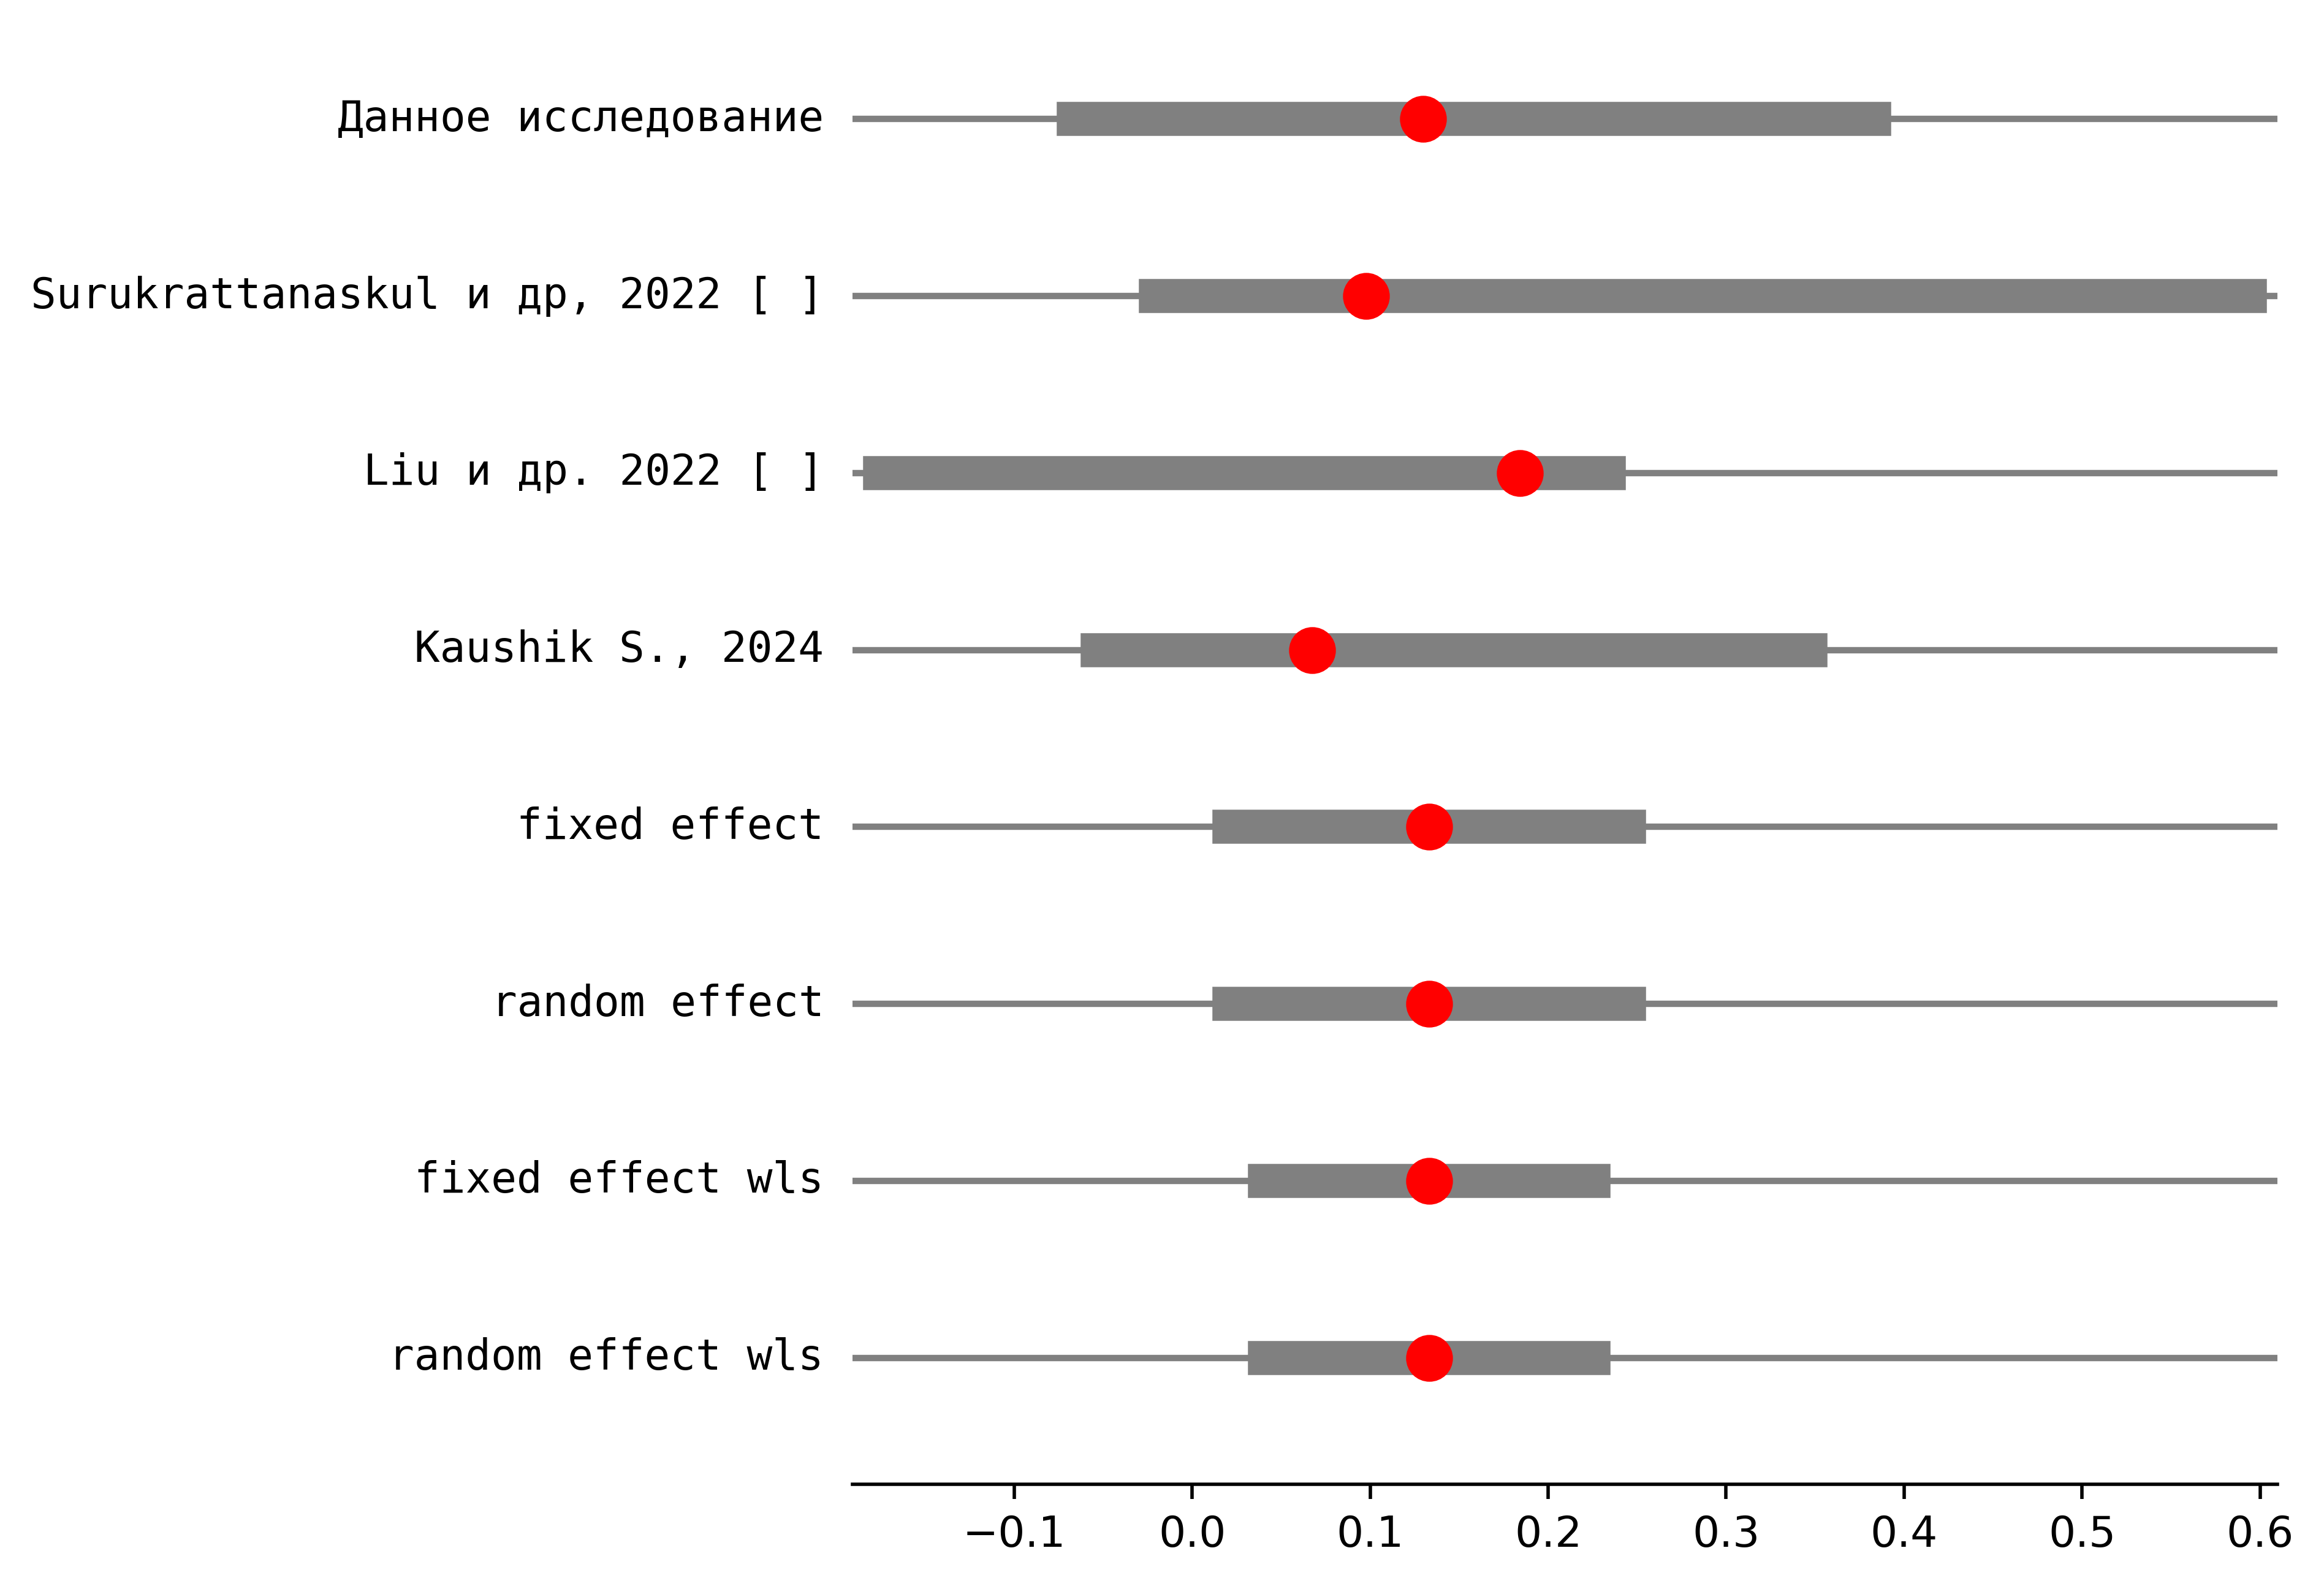 Данное исследование
Surukrattanaskul и др, 2022 [ ]
Liu и др. 2022 [ ]
Kaushik S., 2024
fixed effect
random effect
fixed effect wls
random effect wls
−0.1 0.0 0.1 0.2 0.3 0.4 0.5 0.6